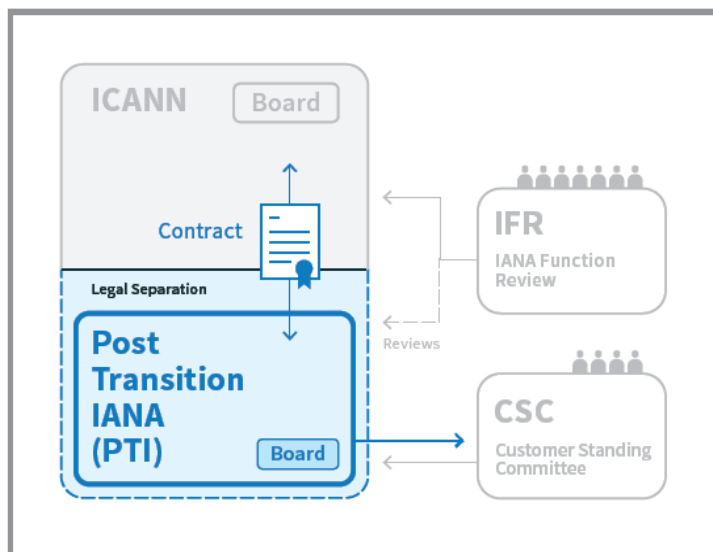 ICANN
Board
Contract
Legal Separation
Post
Transition
IANA
(PTI)
Board
IFR
IANA Function
Review
Reviews
CSC
Customer Standing
Committee